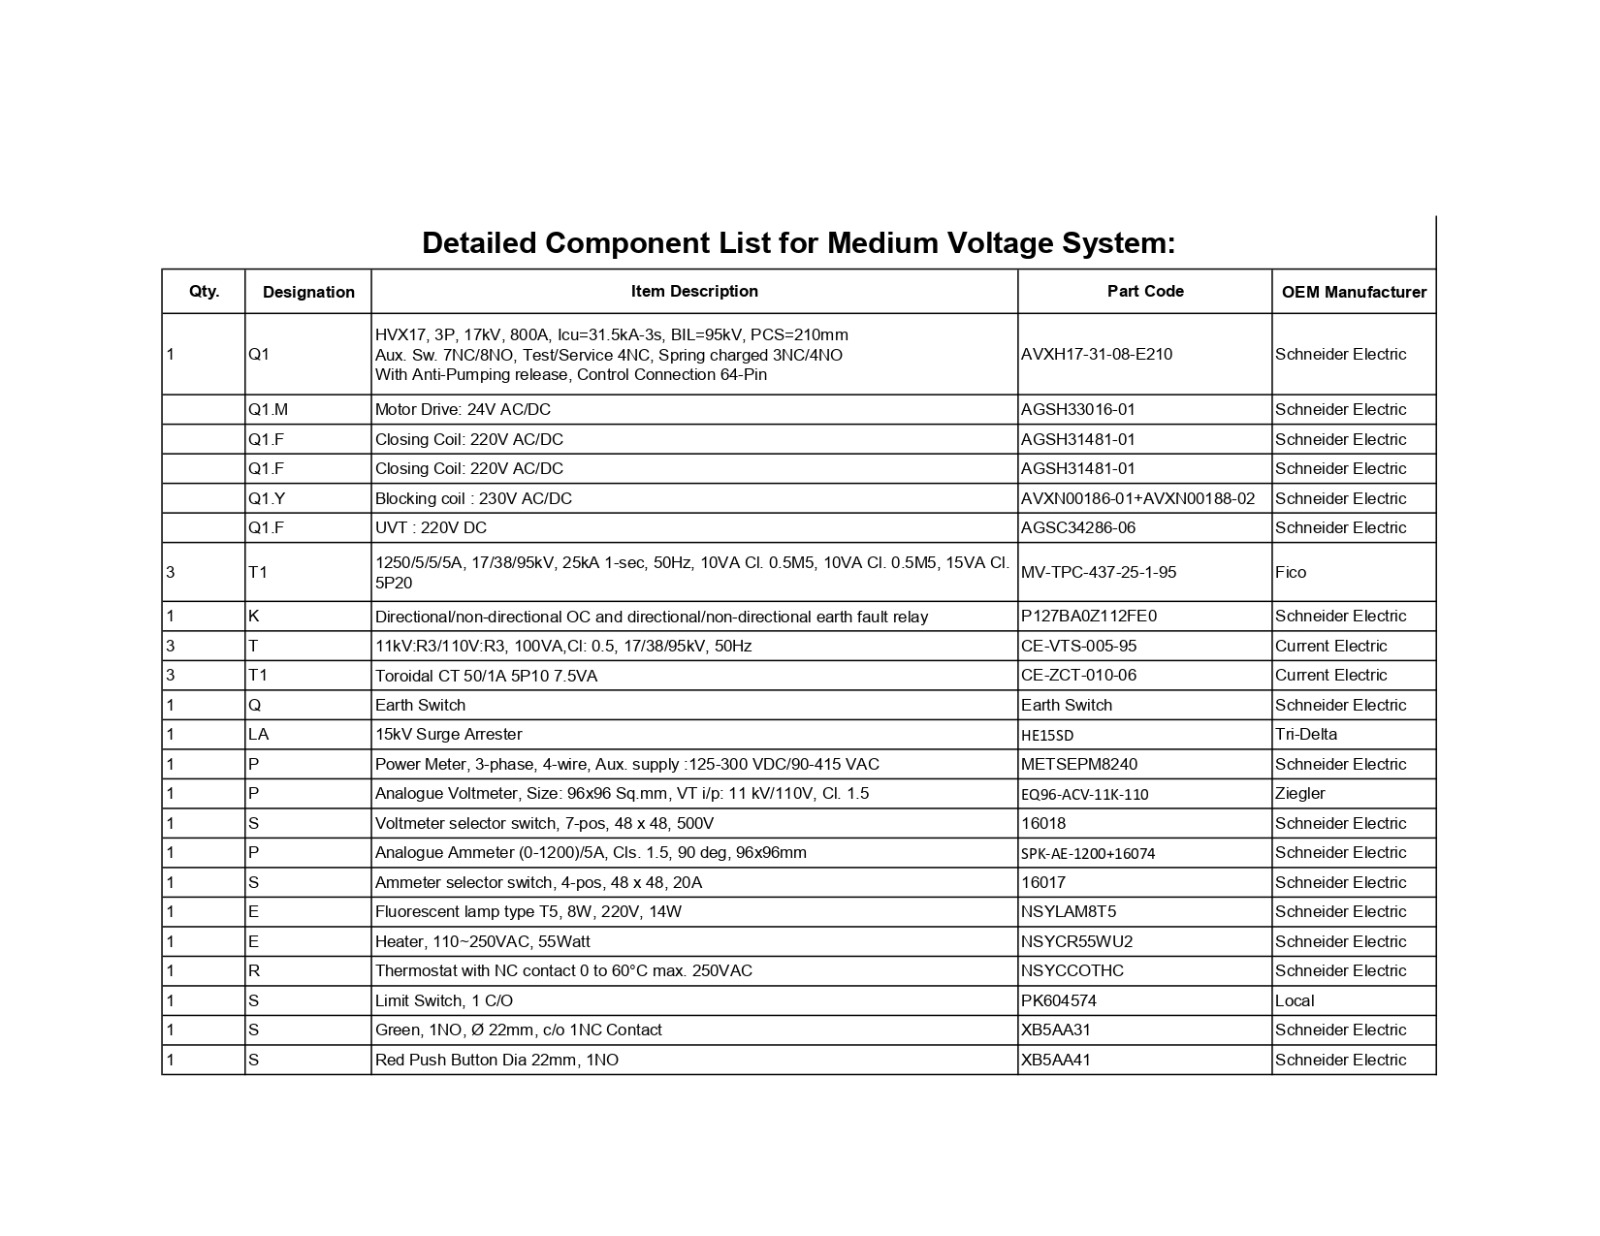 Detailed Component List for Medium Voltage System:
Qty. Designation Item Description Part Code OEM Manufacturer
1 Q1 HVX17, 3P, 17kV, 800A, Icu=31.5kA-3s, BIL=95kV, PCS=210mm
Aux. Sw. 7NC/8NO, Test/Service 4NC, Spring charged 3NC/4NO
With Anti-Pumping release, Control Connection 64-Pin AVXH17-31-08-E210 Schneider Electric
Q1.M Motor Drive: 24V AC/DC AGSH33016-01 Schneider Electric
Q1.F Closing Coil: 220V AC/DC AGSH31481-01 Schneider Electric
Q1.F Closing Coil: 220V AC/DC AGSH31481-01 Schneider Electric
Q1.Y Blocking coil : 230V AC/DC AVXN00186-01+AVXN00188-02 Schneider Electric
Q1.F UVT : 220V DC AGSC34286-06 Schneider Electric
3 T1 1250/5/5/5A, 17/38/95kV, 25kA 1-sec, 50Hz, 10VA Cl. 0.5M5, 10VA Cl. 0.5M5, 15VA Cl.
5P20 MV-TPC-437-25-1-95 Fico
1 K Directional/non-directional OC and directional/non-directional earth fault relay P127BA0Z112FE0 Schneider Electric
3 T 11kV:R3/110V:R3, 100VA,Cl: 0.5, 17/38/95kV, 50Hz CE-VTS-005-95 Current Electric
3 T1 Toroidal CT 50/1A 5P10 7.5VA CE-ZCT-010-06 Current Electric
1 Q Earth Switch Earth Switch Schneider Electric
1 LA 15kV Surge Arrester HE15SD Tri-Delta
1 P Power Meter, 3-phase, 4-wire, Aux. supply :125-300 VDC/90-415 VAC METSEPM8240 Schneider Electric
1 P Analogue Voltmeter, Size: 96x96 Sq.mm, VT i/p: 11 kV/110V, Cl. 1.5 EQ96-ACV-11K-110 Ziegler
1 S Voltmeter selector switch, 7-pos, 48 x 48, 500V 16018 Schneider Electric
1 P Analogue Ammeter (0-1200)/5A, Cls. 1.5, 90 deg, 96x96mm SPK-AE-1200+16074 Schneider Electric
1 S Ammeter selector switch, 4-pos, 48 x 48, 20A 16017 Schneider Electric
1 E Fluorescent lamp type T5, 8W, 220V, 14W NSYLAM8T5 Schneider Electric
1 E Heater, 110~250VAC, 55Watt NSYCR55WU2 Schneider Electric
1 R Thermostat with NC contact 0 to 60°C max. 250VAC NSYCCOTHC Schneider Electric
1 S Limit Switch, 1 C/O PK604574 Local
1 S Green, 1NO, Ø 22mm, c/o 1NC Contact XB5AA31 Schneider Electric
1 S Red Push Button Dia 22mm, 1NO XB5AA41 Schneider Electric